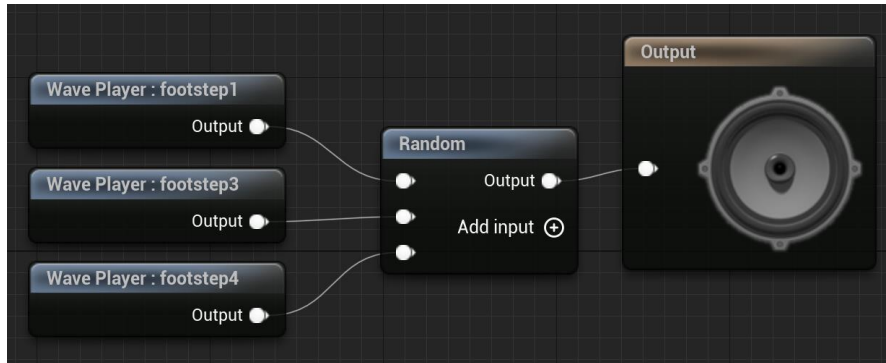 Wave Player : footstep1
Output
Wave Player : footstep3
Output
Wave Player : footstep4
Output
Random
Output
Add input
Output